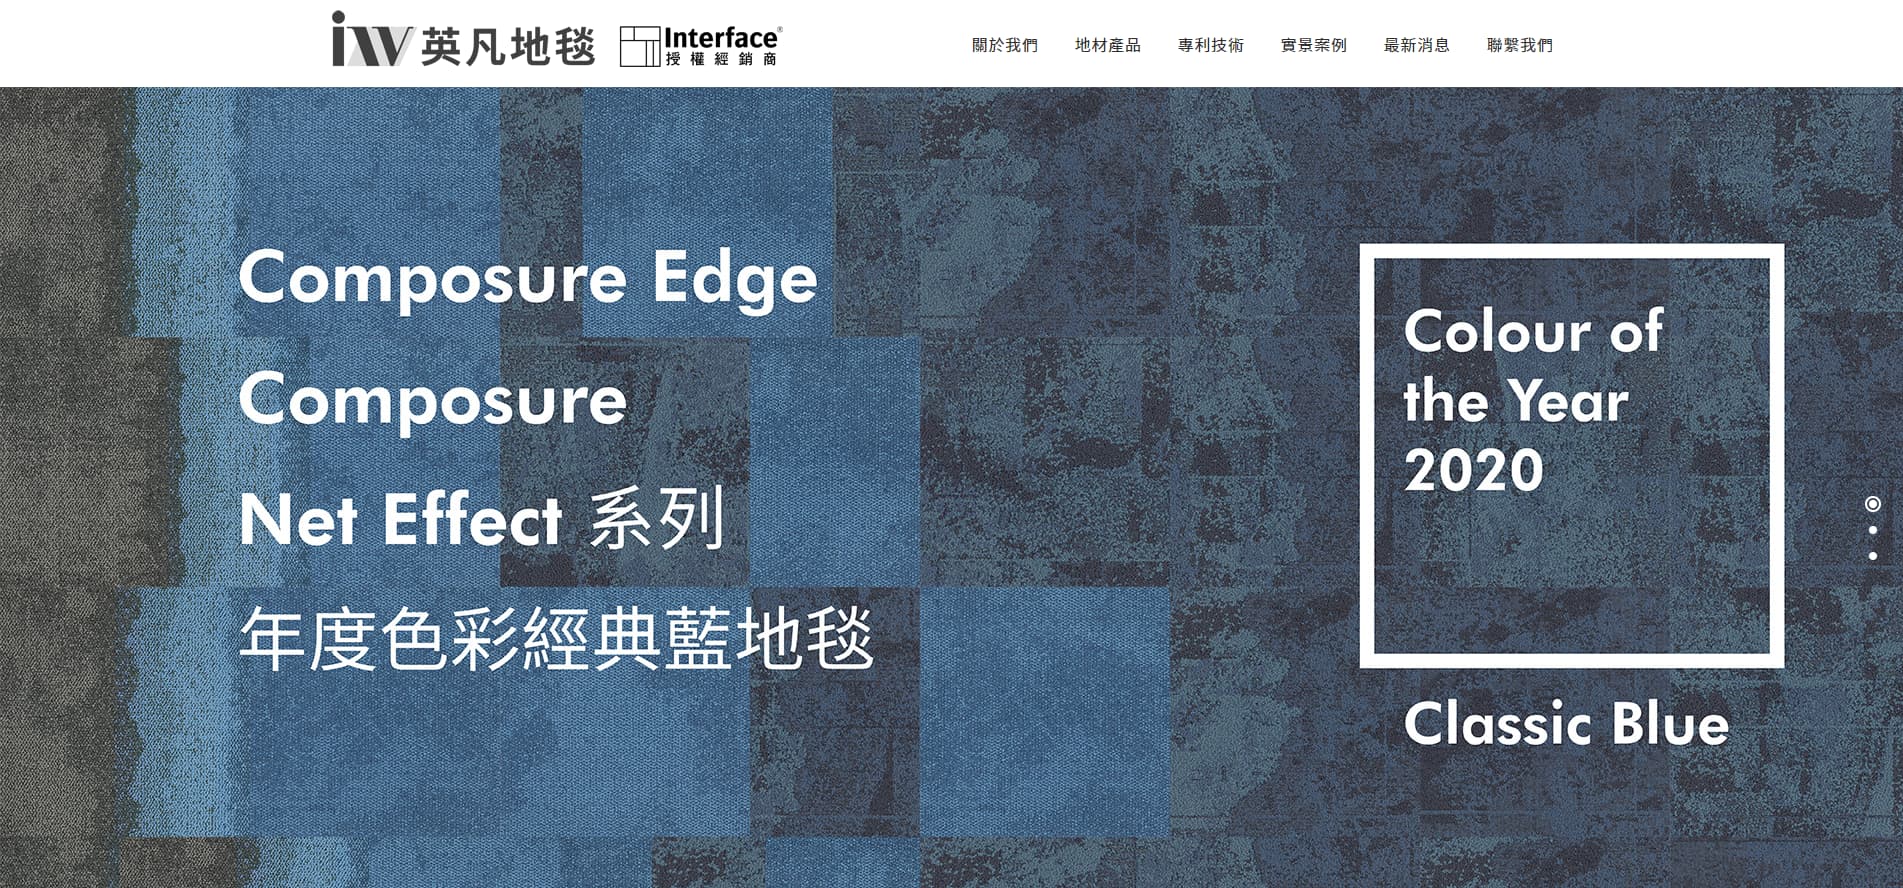 iw 英凡地毯
Interface®
授權經銷商
關於我們 地材產品 專利技術 實景案例 最新消息 聯繫我們
Composure Edge
Composure
Net Effect 系列
年度色彩經典藍地毯
Colour of
the Year
2020
Classic Blue